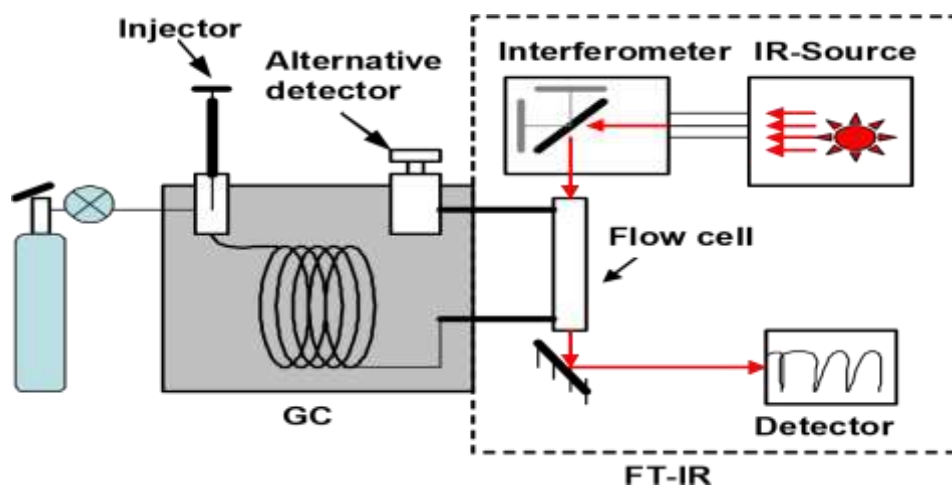 Injector
Alternative
detector
Interferometer
IR-Source
Flow cell
GC
Detector
FT-IR